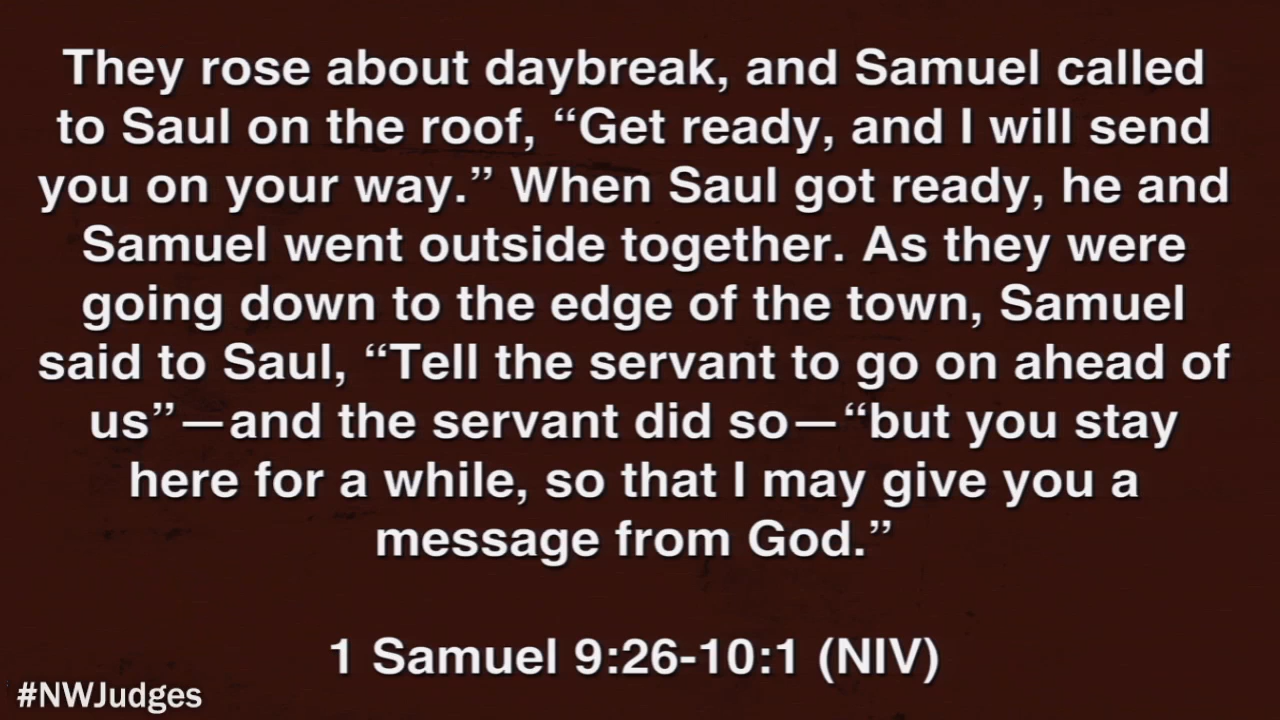 They rose about daybreak, and Samuel called
to Saul on the roof, “Get ready, and I will send
you on your way.” When Saul got ready, he and
Samuel went outside together. As they were
going down to the edge of the town, Samuel
said to Saul, “Tell the servant to go on ahead of
us”—and the servant did so—“but you stay
here for a while, so that I may give you a
message from God.”
1 Samuel 9:26-10:1 (NIV)
#NWJudges